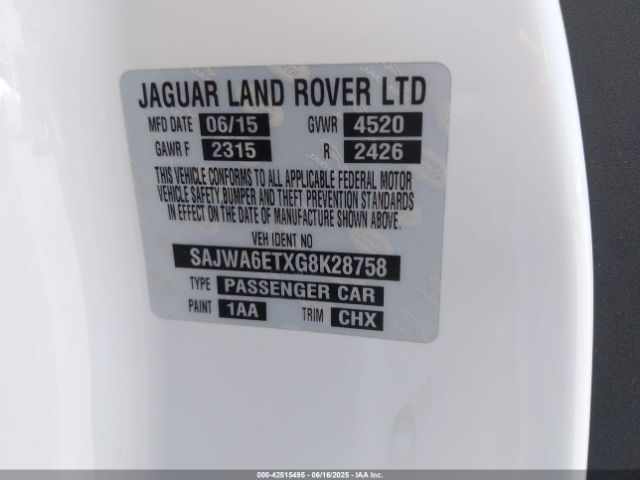 JAGUAR LAND ROVER LTD
MFD DATE 06/15 GVWR 4520
GAWR F 2315 R 2426
THIS VEHICLE CONFORMS TO ALL APPLICABLE FEDERAL MOTOR
VEHICLE SAFETY, BUMPER AND THEFT PREVENTION STANDARDS
IN EFFECT ON THE DATE OF MANUFACTURE SHOWN ABOVE.
VEH IDENT NO
SAJWA6ETXG8K28758
TYPE PASSENGER CAR
PAINT 1AA TRIM CHX
000-42515495 - 06/16/2025 - IAAI.COM